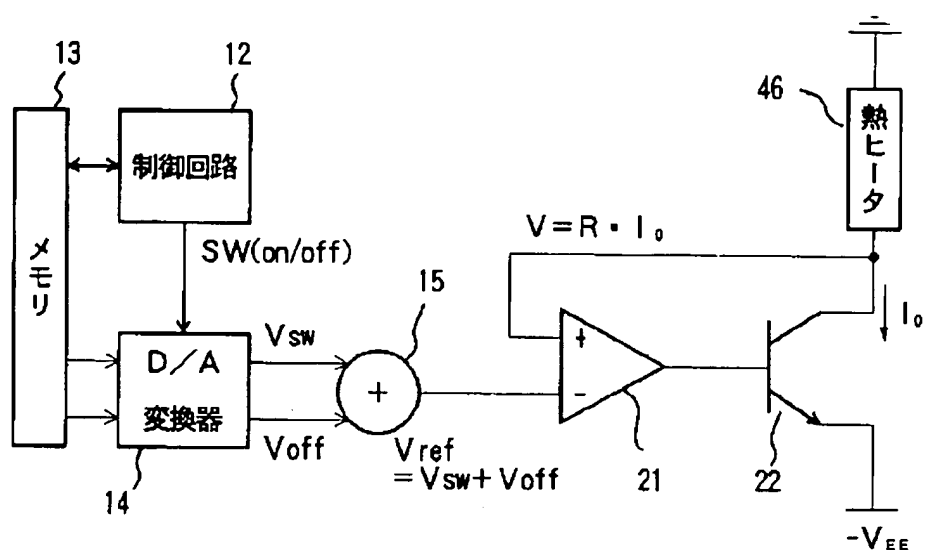 13
12
46
制御回路
熱ヒータ
メモリ
SW(on/off)
V=R・I₀
I₀
15
D/A
変換器
Vsw
Voff
+
Vref
=Vsw+Voff
+
-
14
21
22
-VEE